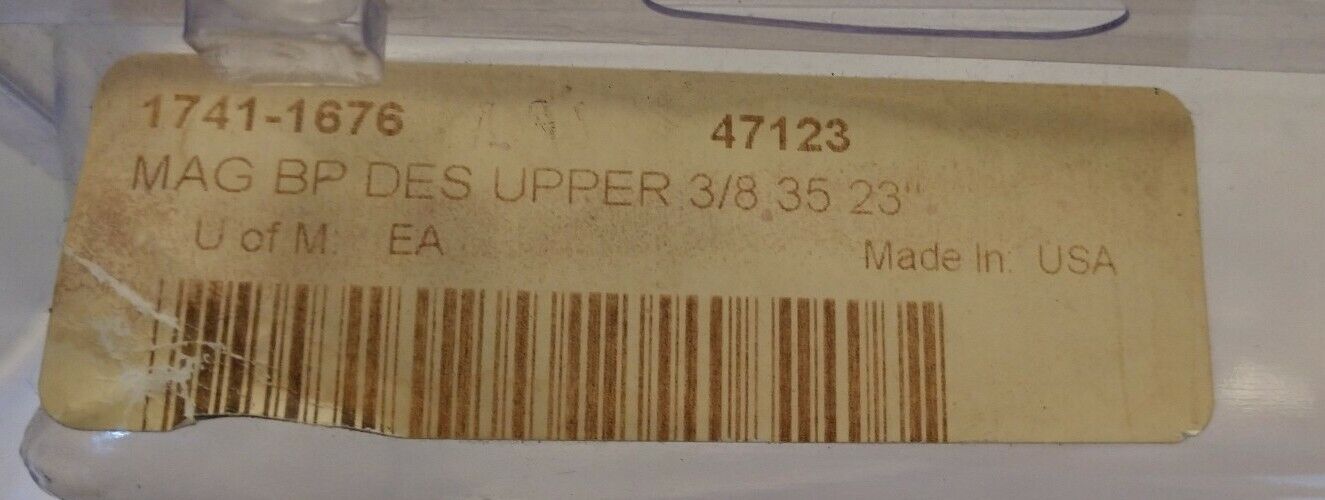 1741-1676 47123
MAG BP DES UPPER 3/8 35 23"
U of M: EA Made In: USA